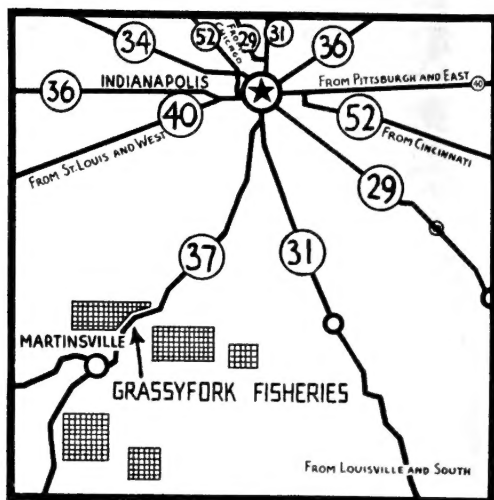 34
52
FROM CHICAGO
29
31
36
INDIANAPOLIS
FROM PITTSBURGH AND EAST
40
36
40
52
FROM ST. LOUIS AND WEST
FROM CINCINNATI
29
37
31
MARTINSVILLE
GRASSYFORK FISHERIES
FROM LOUISVILLE AND SOUTH